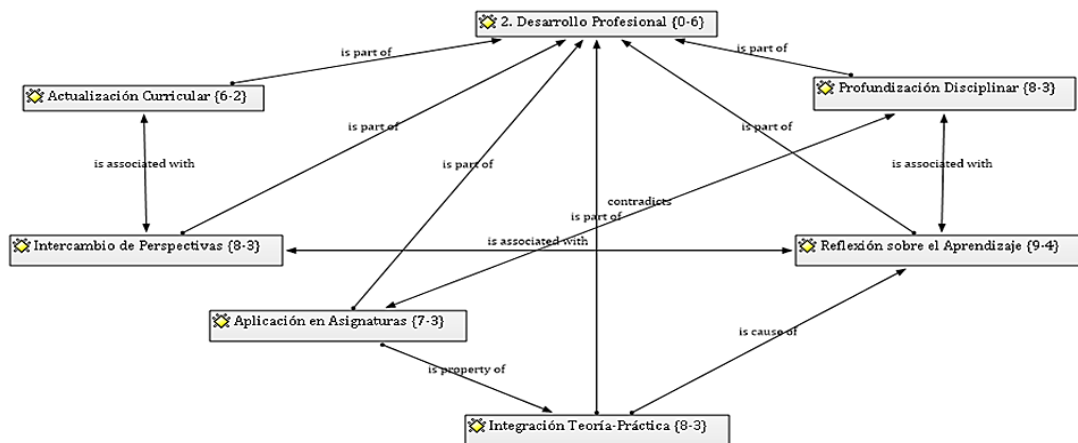 2. Desarrollo Profesional {0-6}
is part of
is part of
Actualización Curricular {6-2}
Profundización Disciplinar {8-3}
is part of
is part of
is associated with
is part of
is associated with
contradicts
is part of
Intercambio de Perspectivas {8-3}
is associated with
Reflexión sobre el Aprendizaje {9-4}
Aplicación en Asignaturas {7-3}
is cause of
is property of
Integración Teoría-Práctica {8-3}